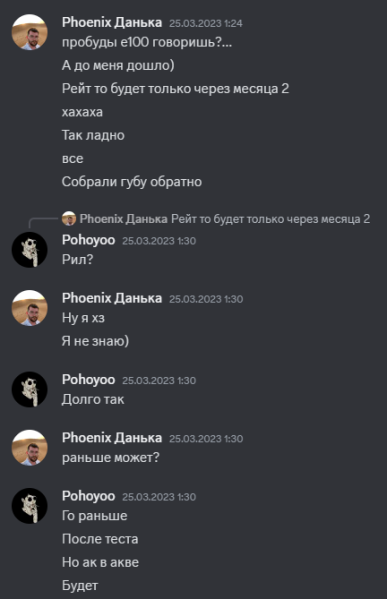 Phoenix Данька 25.03.2023 1:24
пробуды е100 говоришь?...
А до меня дошло)
Рейт то будет только через месяца 2
хахаха
Так ладно
все
Собрали губу обратно
Phoenix Данька Рейт то будет только через месяца 2
Pohoyoo 25.03.2023 1:30
Рил?
Phoenix Данька 25.03.2023 1:30
Ну я хз
Я не знаю)
Pohoyoo 25.03.2023 1:30
Долго так
Phoenix Данька 25.03.2023 1:30
раньше может?
Pohoyoo 25.03.2023 1:30
Го раньше
После теста
Но ак в акве
Будет